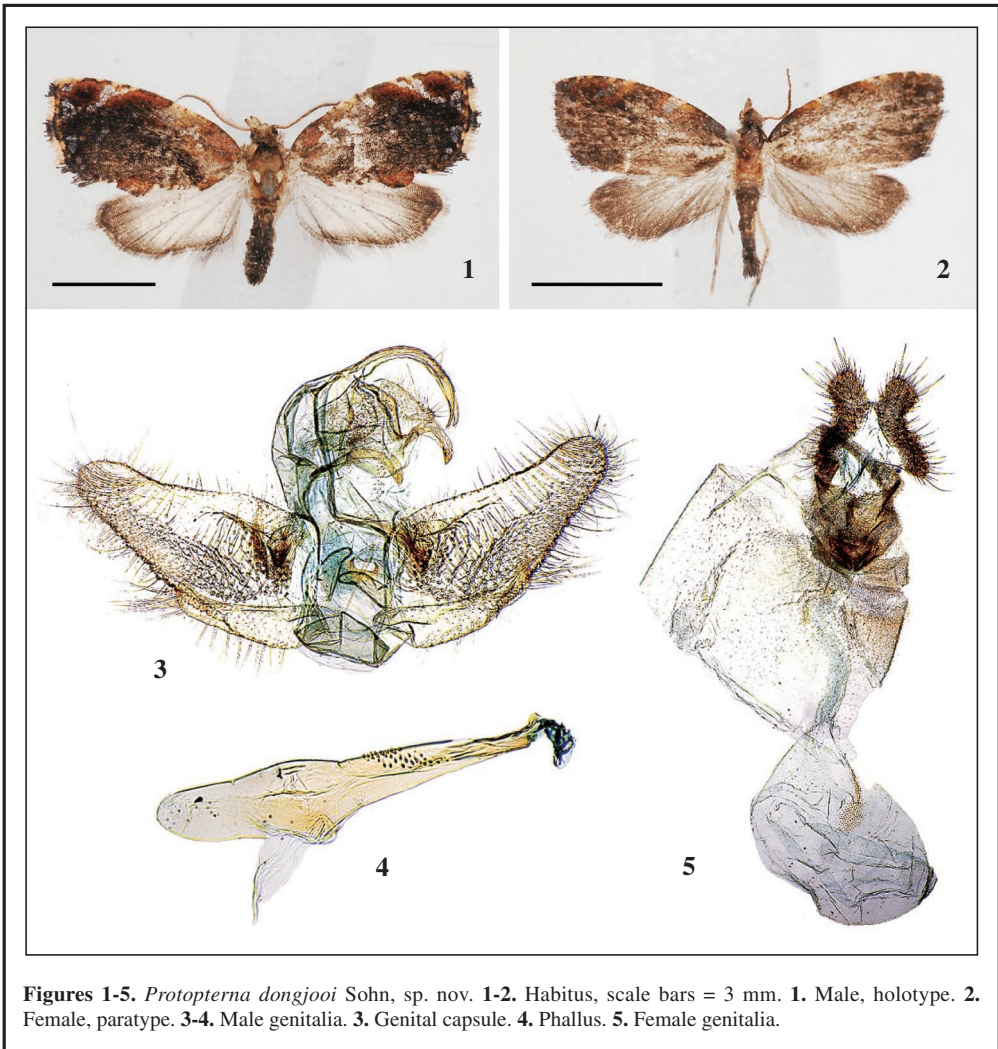 1
2
3
4
5
Figures 1-5. Protopterna dongjooi Sohn, sp. nov. 1-2. Habitus, scale bars = 3 mm. 1. Male, holotype. 2.
Female, paratype. 3-4. Male genitalia. 3. Genital capsule. 4. Phallus. 5. Female genitalia.